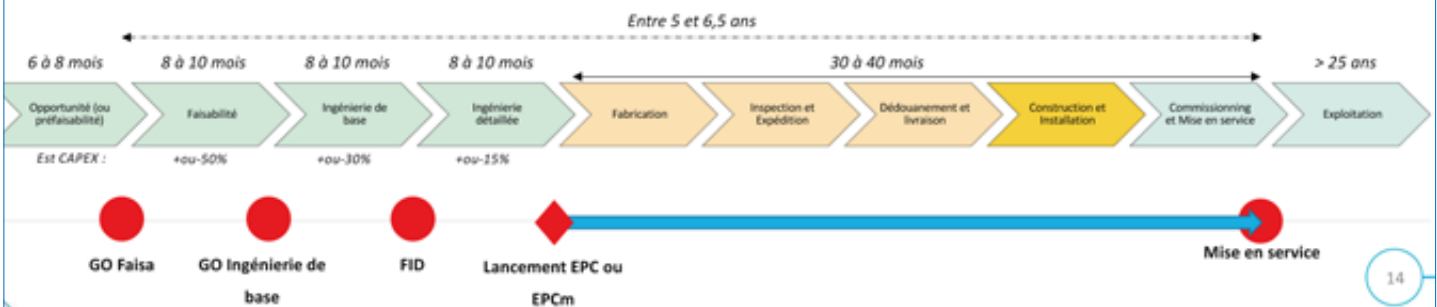 Entre 5 et 6,5 ans
6 à 8 mois 8 à 10 mois 8 à 10 mois 8 à 10 mois 30 à 40 mois > 25 ans
Opportunité (ou
préfaisabilité)
Faisabilité
Ingénierie de
base
Ingénierie
détaillée
Fabrication
Inspection et
Expédition
Dédouanement et
livraison
Construction et
Installation
Commissionning
et Mise en service
Exploitation
Est CAPEX : +ou-50% +ou-30% +ou-15%
GO Faisa
GO Ingénierie de
base
FID
Lancement EPC ou
EPCm
Mise en service
14